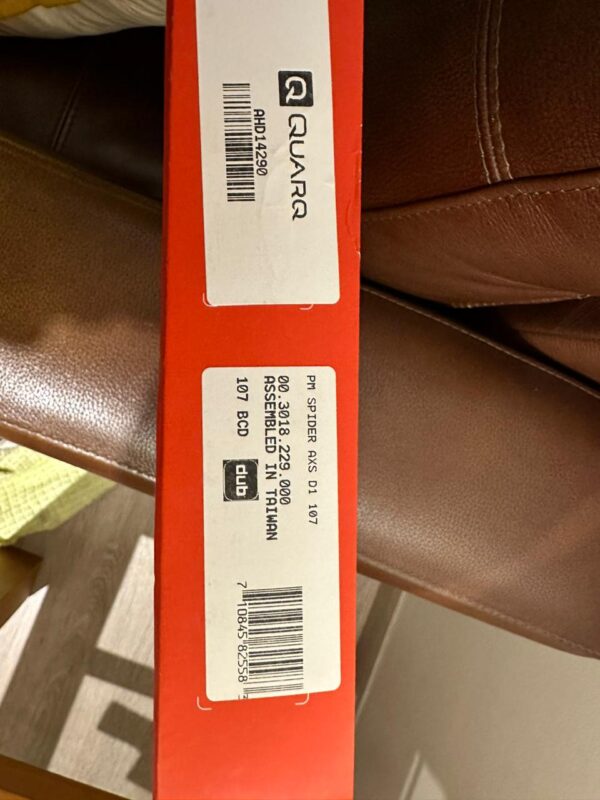 QUARQ
AHD14290
PM SPIDER AXS D1 107
00.3018.229.000
ASSEMBLED IN TAIWAN
107 BCD
dub
7 10845 82558